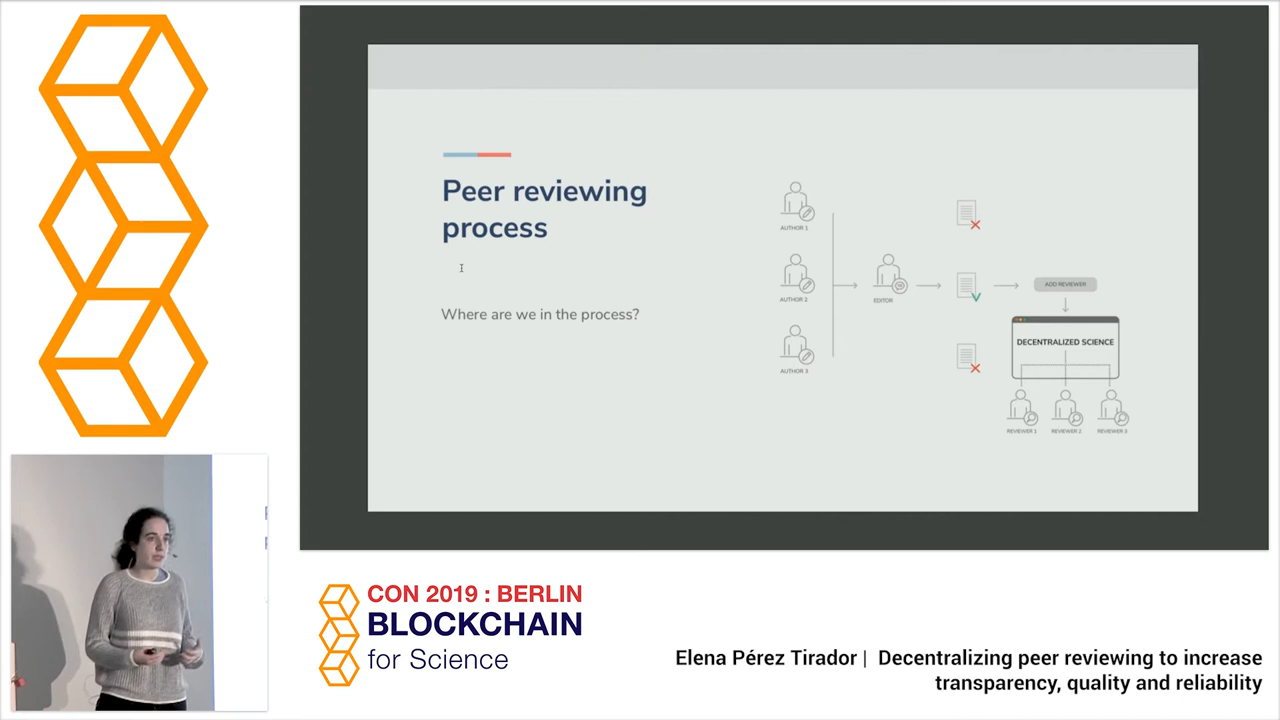 Peer reviewing
process
Where are we in the process?
AUTHOR 1
AUTHOR 2
AUTHOR 3
EDITOR
ADD REVIEWER
DECENTRALIZED SCIENCE
REVIEWER 1
REVIEWER 2
REVIEWER 3
CON 2019 : BERLIN
BLOCKCHAIN
for Science
Elena Pérez Tirador | Decentralizing peer reviewing to increase
transparency, quality and reliability